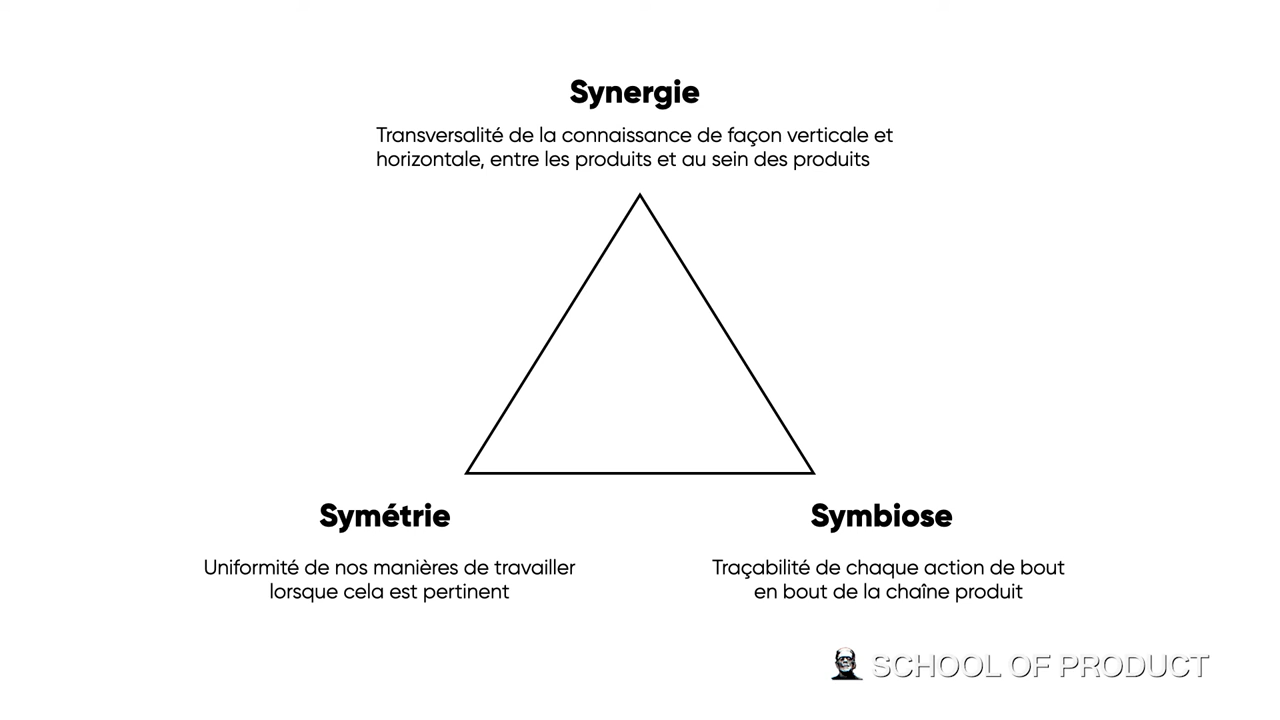 Synergie
Transversalité de la connaissance de façon verticale et
horizontale, entre les produits et au sein des produits
Symétrie
Uniformité de nos manières de travailler
lorsque cela est pertinent
Symbiose
Traçabilité de chaque action de bout
en bout de la chaîne produit
SCHOOL OF PRODUCT